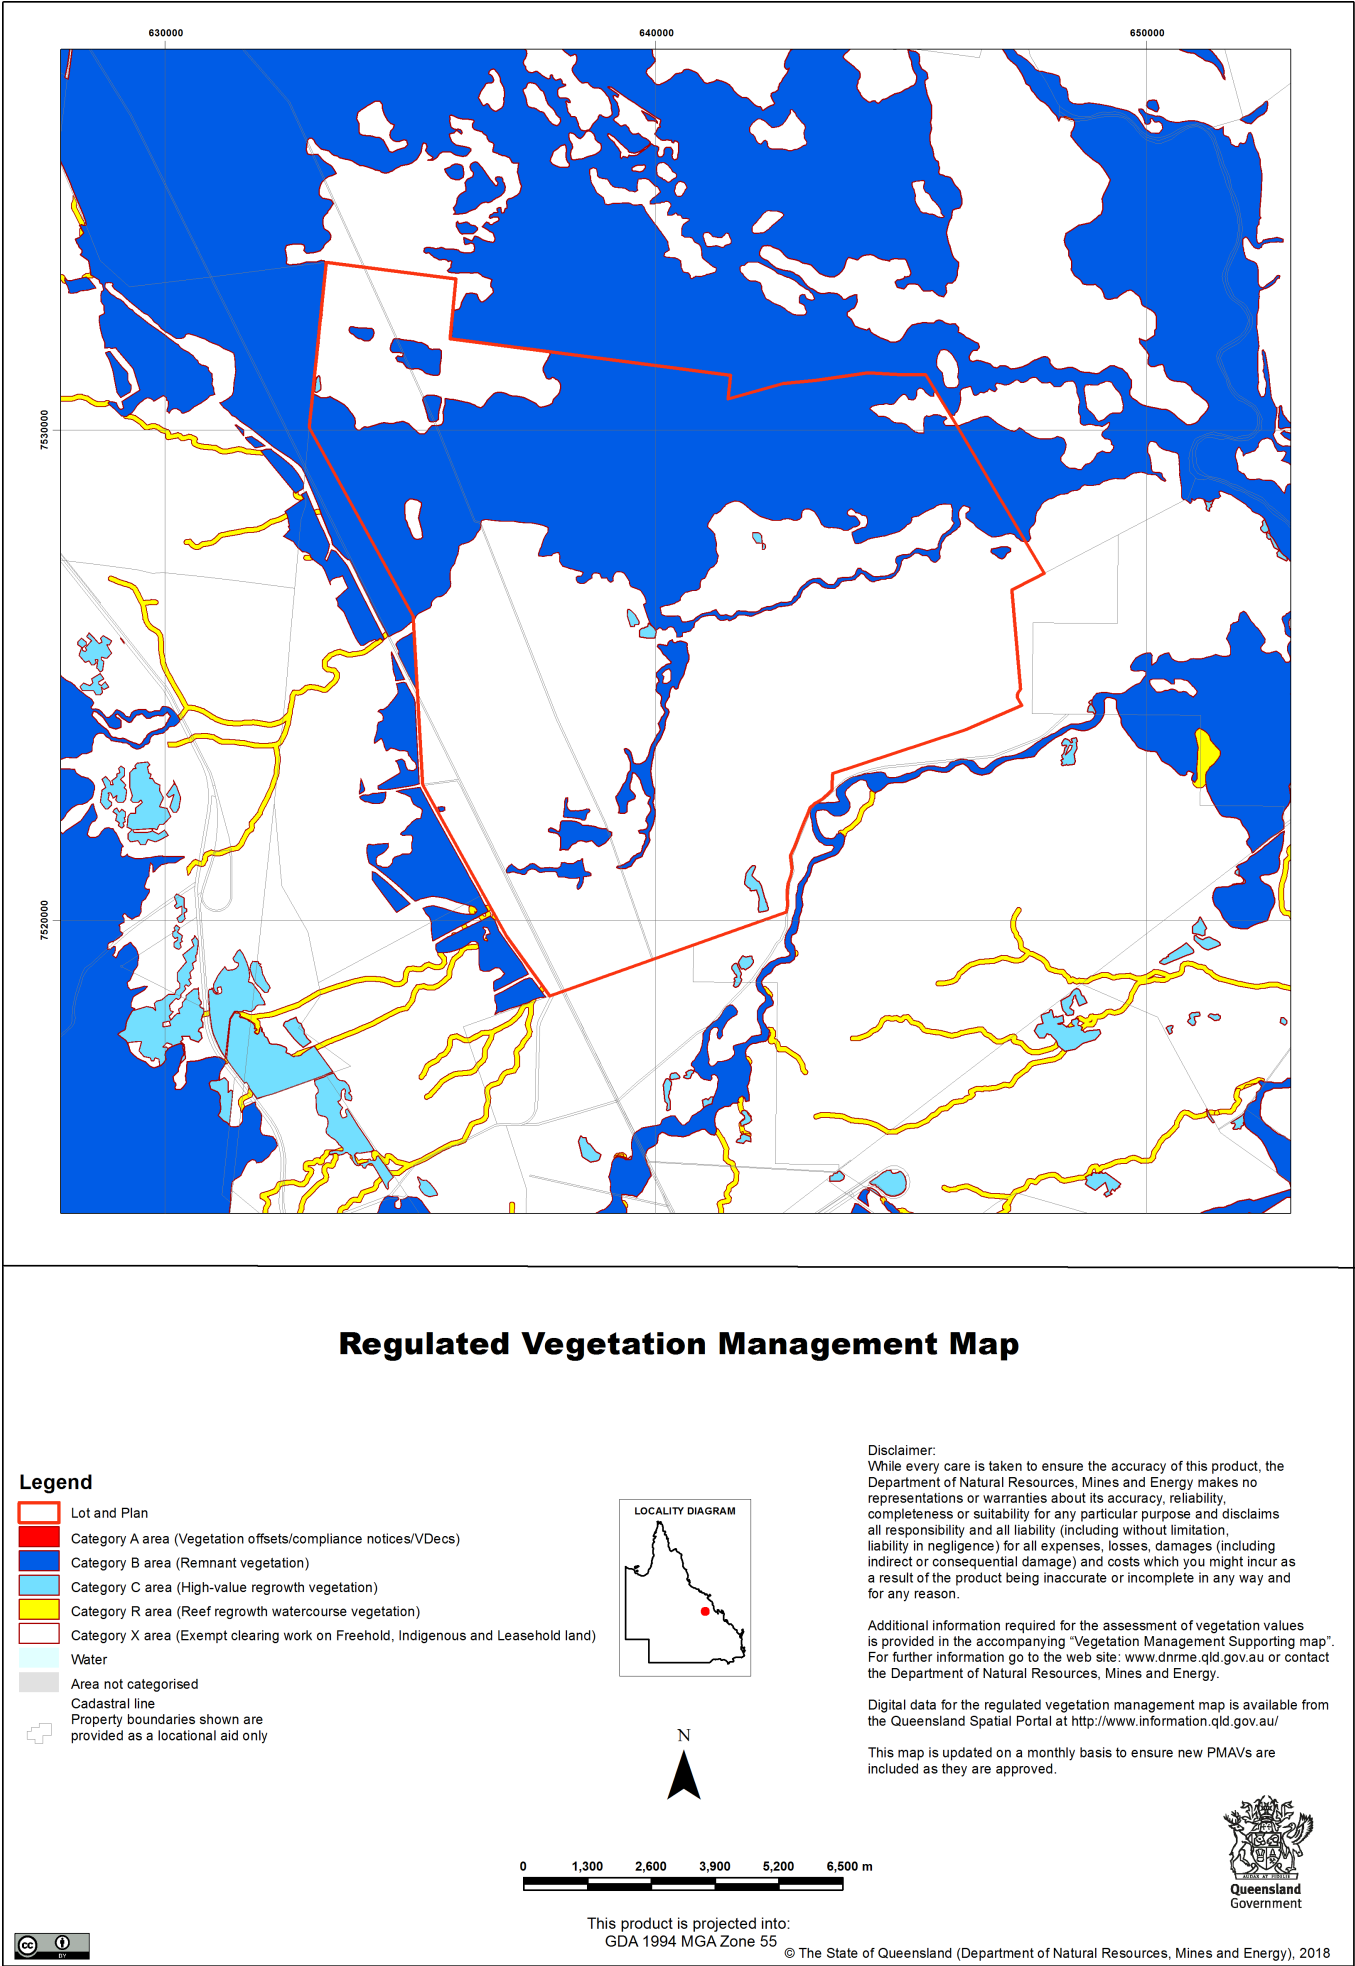 630000
640000
650000
7530000
7520000
Regulated Vegetation Management Map
Legend
Lot and Plan
Category A area (Vegetation offsets/compliance notices/VDecs)
Category B area (Remnant vegetation)
Category C area (High-value regrowth vegetation)
Category R area (Reef regrowth watercourse vegetation)
Category X area (Exempt clearing work on Freehold, Indigenous and Leasehold land)
Water
Area not categorised
Cadastral line
Property boundaries shown are
provided as a locational aid only
LOCALITY DIAGRAM
N
0 1,300 2,600 3,900 5,200 6,500 m
This product is projected into:
GDA 1994 MGA Zone 55
Disclaimer:
While every care is taken to ensure the accuracy of this product, the
Department of Natural Resources, Mines and Energy makes no
representations or warranties about its accuracy, reliability,
completeness or suitability for any particular purpose and disclaims
all responsibility and all liability (including without limitation,
liability in negligence) for all expenses, losses, damages (including
indirect or consequential damage) and costs which you might incur as
a result of the product being inaccurate or incomplete in any way and
for any reason.
Additional information required for the assessment of vegetation values
is provided in the accompanying “Vegetation Management Supporting map”.
For further information go to the web site: www.dnrme.qld.gov.au or contact
the Department of Natural Resources, Mines and Energy.
Digital data for the regulated vegetation management map is available from
the Queensland Spatial Portal at http://www.information.qld.gov.au/
This map is updated on a monthly basis to ensure new PMAVs are
included as they are approved.
AUDAX AT FIDELIS
Queensland
Government
cc
BY
© The State of Queensland (Department of Natural Resources, Mines and Energy), 2018